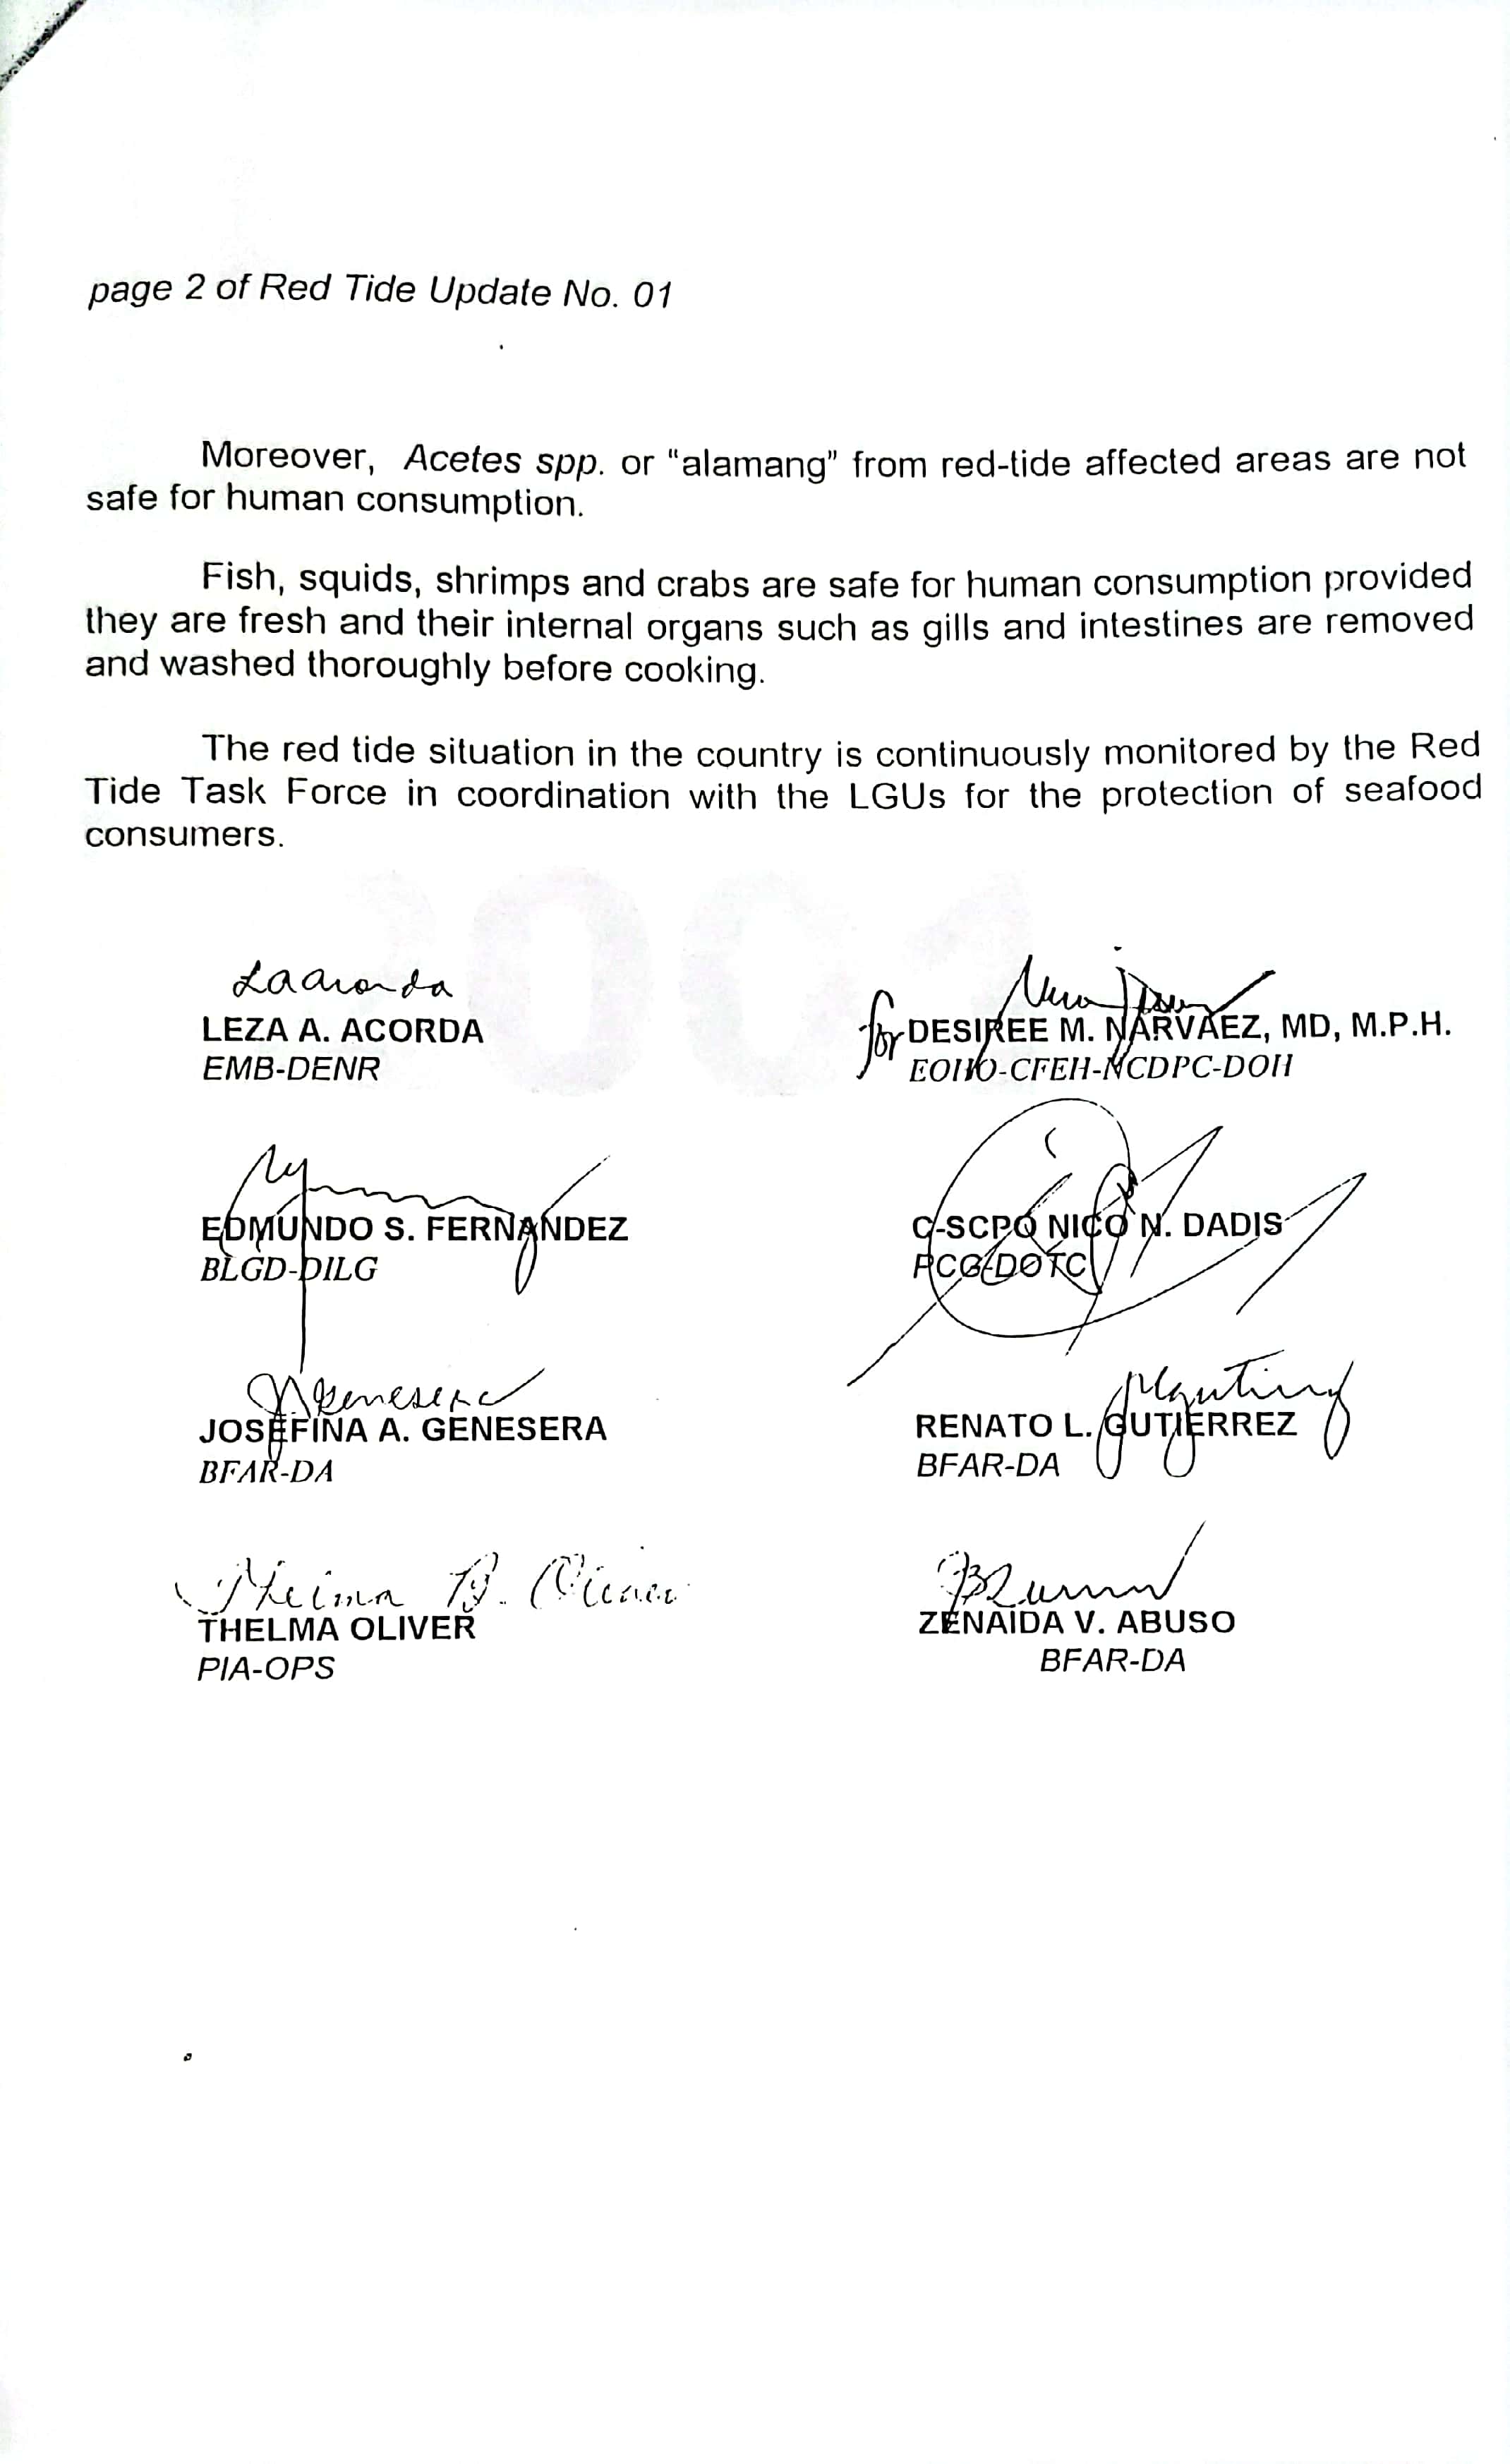 page 2 of Red Tide Update No. 01
Moreover, Acetes spp. or "alamang" from red-tide affected areas are not
safe for human consumption.
Fish, squids, shrimps and crabs are safe for human consumption provided
they are fresh and their internal organs such as gills and intestines are removed
and washed thoroughly before cooking.
The red tide situation in the country is continuously monitored by the Red
Tide Task Force in coordination with the LGUs for the protection of seafood
consumers.
LEZA A. ACORDA
EMB-DENR
for DESIREE M. NARVAEZ, MD, M.P.H.
EOHO-CFEH-NCDPC-DOH
EDMUNDO S. FERNANDEZ
BLGD-DILG
C-SCPO NICO N. DADIS
PCG-DOTC
JOSEFINA A. GENESERA
BFAR-DA
RENATO L. GUTIERREZ
BFAR-DA
Thelma B. Oliver
THELMA OLIVER
PIA-OPS
ZENAIDA V. ABUSO
BFAR-DA